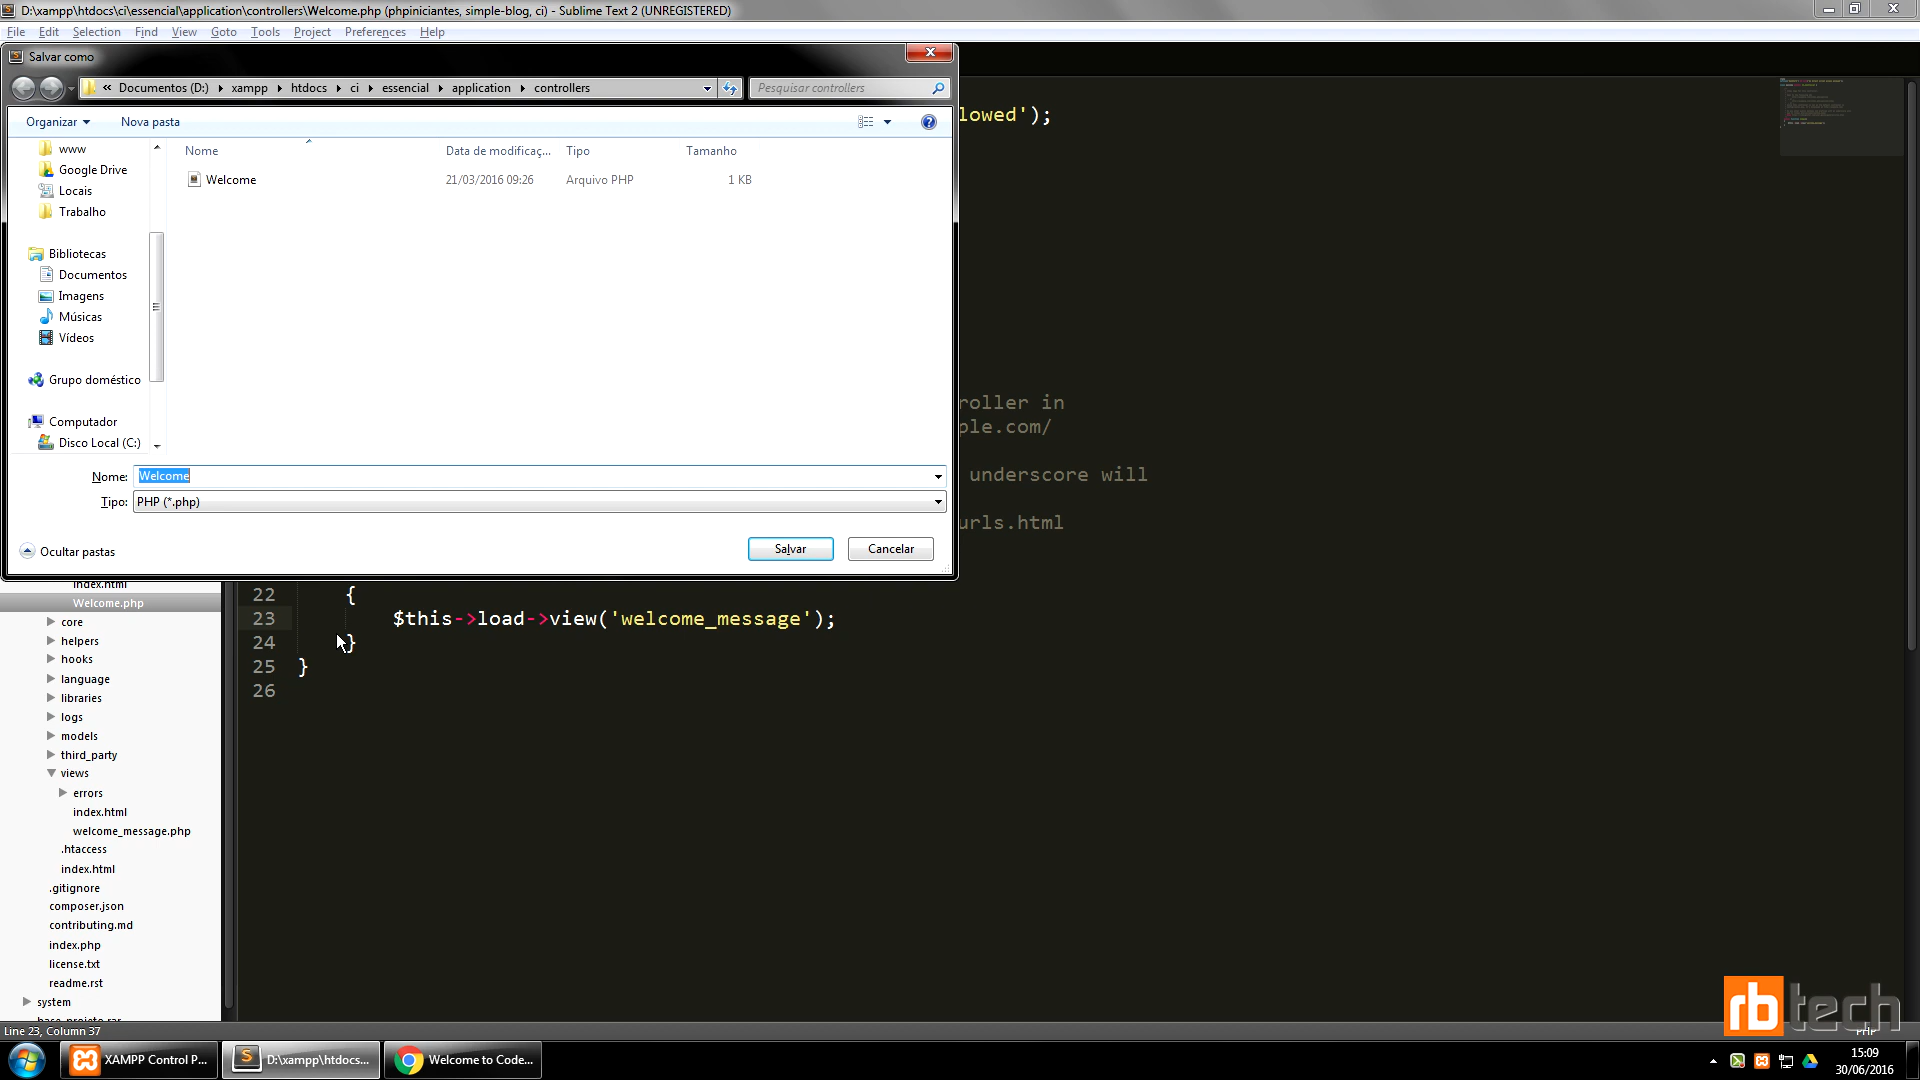 D:\xampp\htdocs\ci\essencial\application\controllers\Welcome.php (phpiniciantes, simple-blog, ci) - Sublime Text 2 (UNREGISTERED)
File Edit Selection Find View Goto Tools Project Preferences Help
Salvar como
« Documentos (D:) xampp htdocs ci essencial application controllers
Pesquisar controllers
Organizar Nova pasta
www
Google Drive
Locais
Trabalho
Bibliotecas
Documentos
Imagens
Músicas
Vídeos
Grupo doméstico
Computador
Disco Local (C:)
Nome Data de modificaç... Tipo Tamanho
Welcome 21/03/2016 09:26 Arquivo PHP 1 KB
Nome: Welcome
Tipo: PHP (*.php)
Ocultar pastas
Salvar Cancelar
lowed');
roller in
ple.com/
underscore will
urls.html
22 {
23 $this->load->view('welcome_message');
24 }
25 }
26
index.html
Welcome.php
core
helpers
hooks
language
libraries
logs
models
third_party
views
errors
index.html
welcome_message.php
.htaccess
index.html
.gitignore
composer.json
contributing.md
index.php
license.txt
readme.rst
system
base_projeto.rar
Line 23, Column 37
PHP
rbtech
XAMPP Control P...
D:\xampp\htdocs...
Welcome to Code...
15:09
30/06/2016